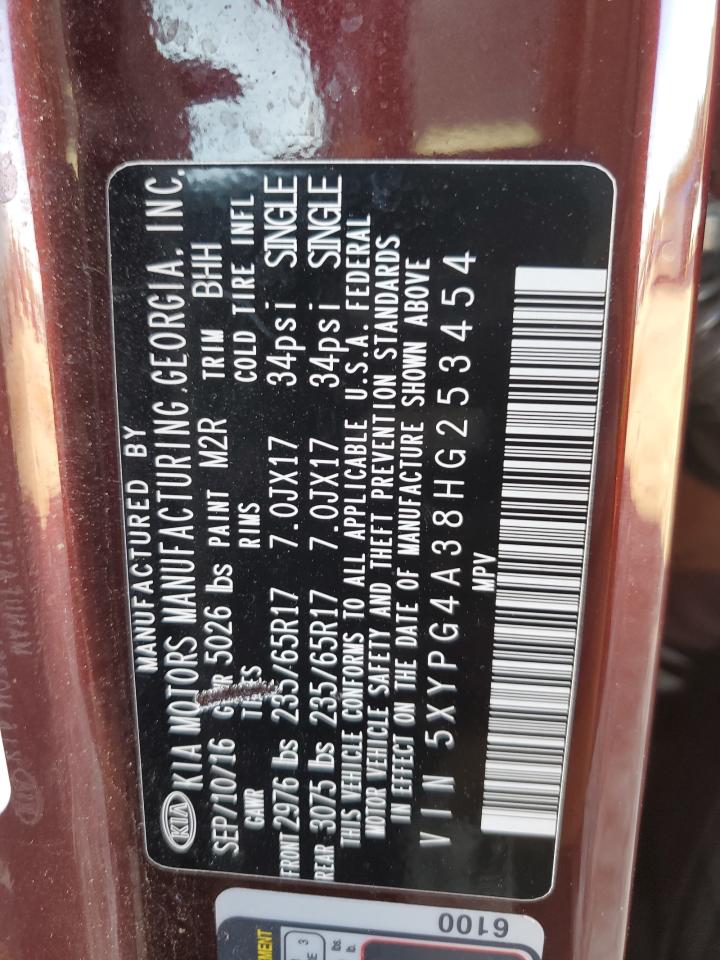 MANUFACTURED BY
KIA KIA MOTORS MANUFACTURING GEORGIA, INC.
SEP/10/16 GVWR 5026 lbs PAINT M2R TRIM BHH
GAWR TIRES RIMS COLD TIRE INFL
FRONT 2976 lbs 235/65R17 7.0JX17 34psi SINGLE
REAR 3075 lbs 235/65R17 7.0JX17 34psi SINGLE
THIS VEHICLE CONFORMS TO ALL APPLICABLE U.S.A. FEDERAL
MOTOR VEHICLE SAFETY AND THEFT PREVENTION STANDARDS
IN EFFECT ON THE DATE OF MANUFACTURE SHOWN ABOVE
VIN 5XYPG4A38HG253454
MPV
6100